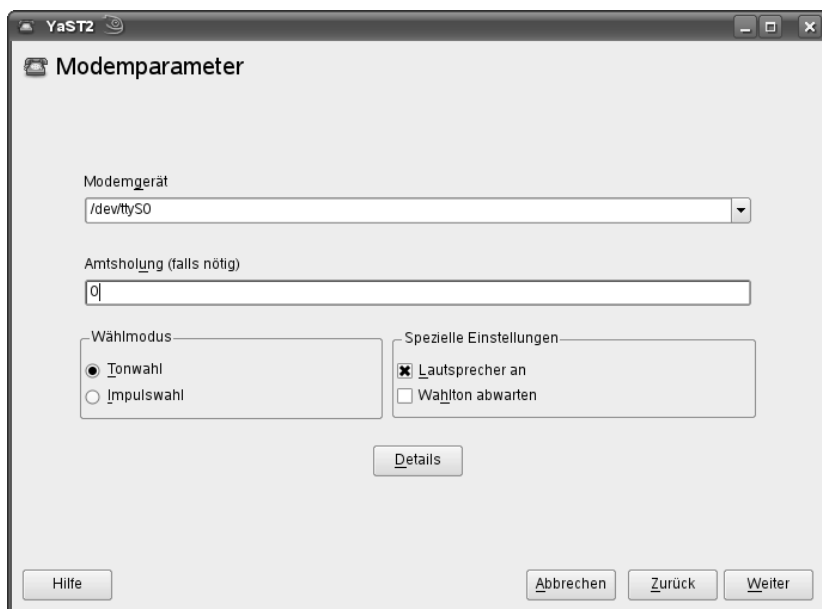 YaST2
Modemparameter
Modemgerät
/dev/ttyS0
Amtsholung (falls nötig)
0
Wählmodus
Tonwahl
Impulswahl
Spezielle Einstellungen
Lautsprecher an
Wahlton abwarten
Details
Hilfe
Abbrechen
Zurück
Weiter